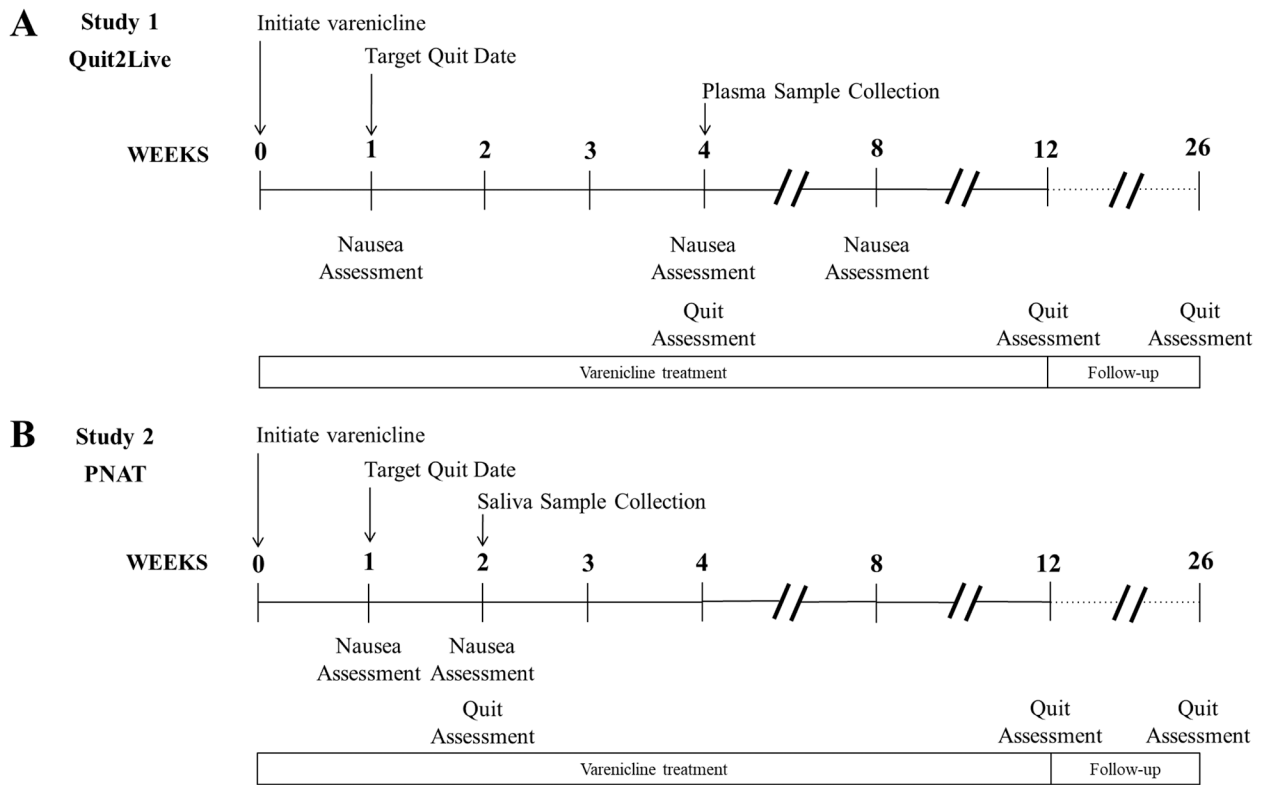 A
Study 1
Quit2Live
Initiate varenicline
Target Quit Date
Plasma Sample Collection
WEEKS 0 1 2 3 4 8 12 26
Nausea Nausea Nausea
Assessment Assessment Assessment
Quit Quit Quit
Assessment Assessment Assessment
Varenicline treatment Follow-up
B
Study 2
PNAT
Initiate varenicline
Target Quit Date
Saliva Sample Collection
WEEKS 0 1 2 3 4 8 12 26
Nausea Nausea
Assessment Assessment
Quit Quit Quit
Assessment Assessment Assessment
Varenicline treatment Follow-up